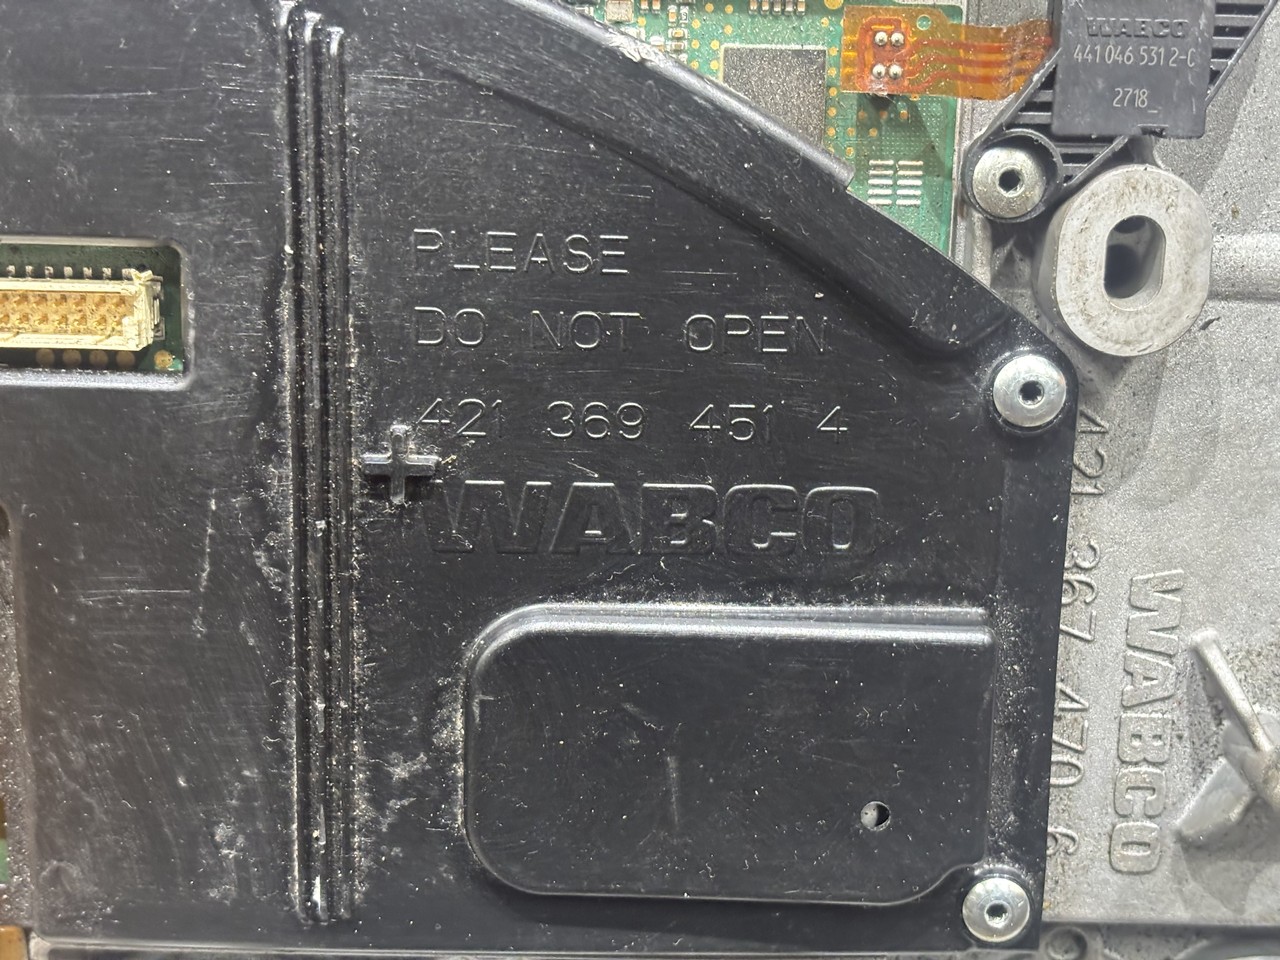 WABCO
441 046 531 2-C
2718
PLEASE
DO NOT OPEN
421 369 451 4
WABCO
421 367 470 6
WABCO